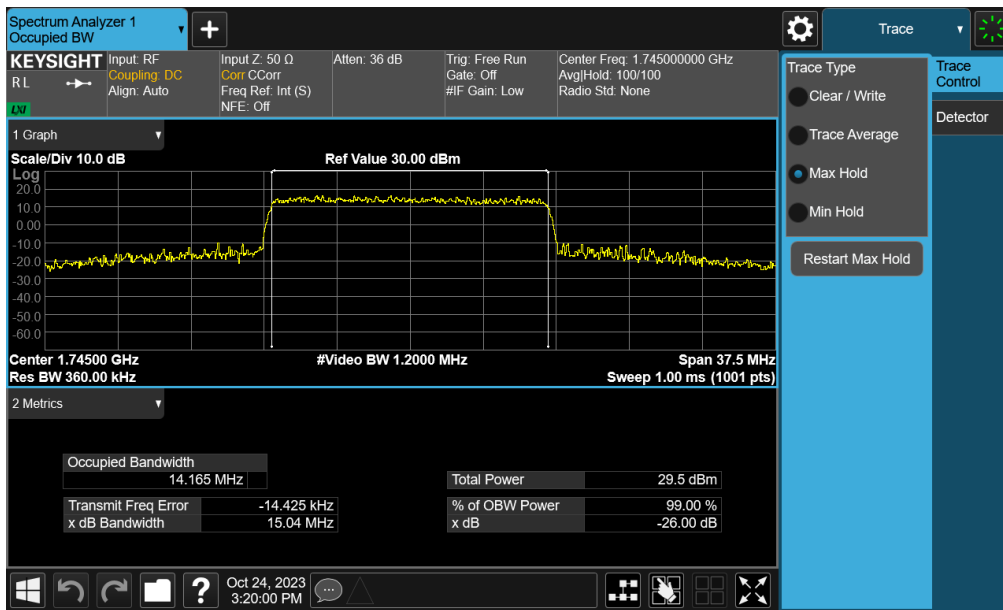 Spectrum Analyzer 1
Occupied BW
+
Trace
KEYSIGHT
R L
LXI
Input: RF
Coupling: DC
Align: Auto
Input Z: 50 Ω
Corr CCorr
Freq Ref: Int (S)
NFE: Off
Atten: 36 dB
Trig: Free Run
Gate: Off
#IF Gain: Low
Center Freq: 1.745000000 GHz
Avg|Hold: 100/100
Radio Std: None
Trace Type
Clear / Write
Trace Average
Max Hold
Min Hold
Restart Max Hold
Trace
Control
Detector
1 Graph
Scale/Div 10.0 dB
Ref Value 30.00 dBm
Log
20.0
10.0
0.00
-10.0
-20.0
-30.0
-40.0
-50.0
-60.0
Center 1.74500 GHz
#Video BW 1.2000 MHz
Span 37.5 MHz
Res BW 360.00 kHz
Sweep 1.00 ms (1001 pts)
2 Metrics
Occupied Bandwidth
14.165 MHz
Total Power 29.5 dBm
Transmit Freq Error -14.425 kHz
% of OBW Power 99.00 %
x dB Bandwidth 15.04 MHz
x dB -26.00 dB
?
Oct 24, 2023
3:20:00 PM